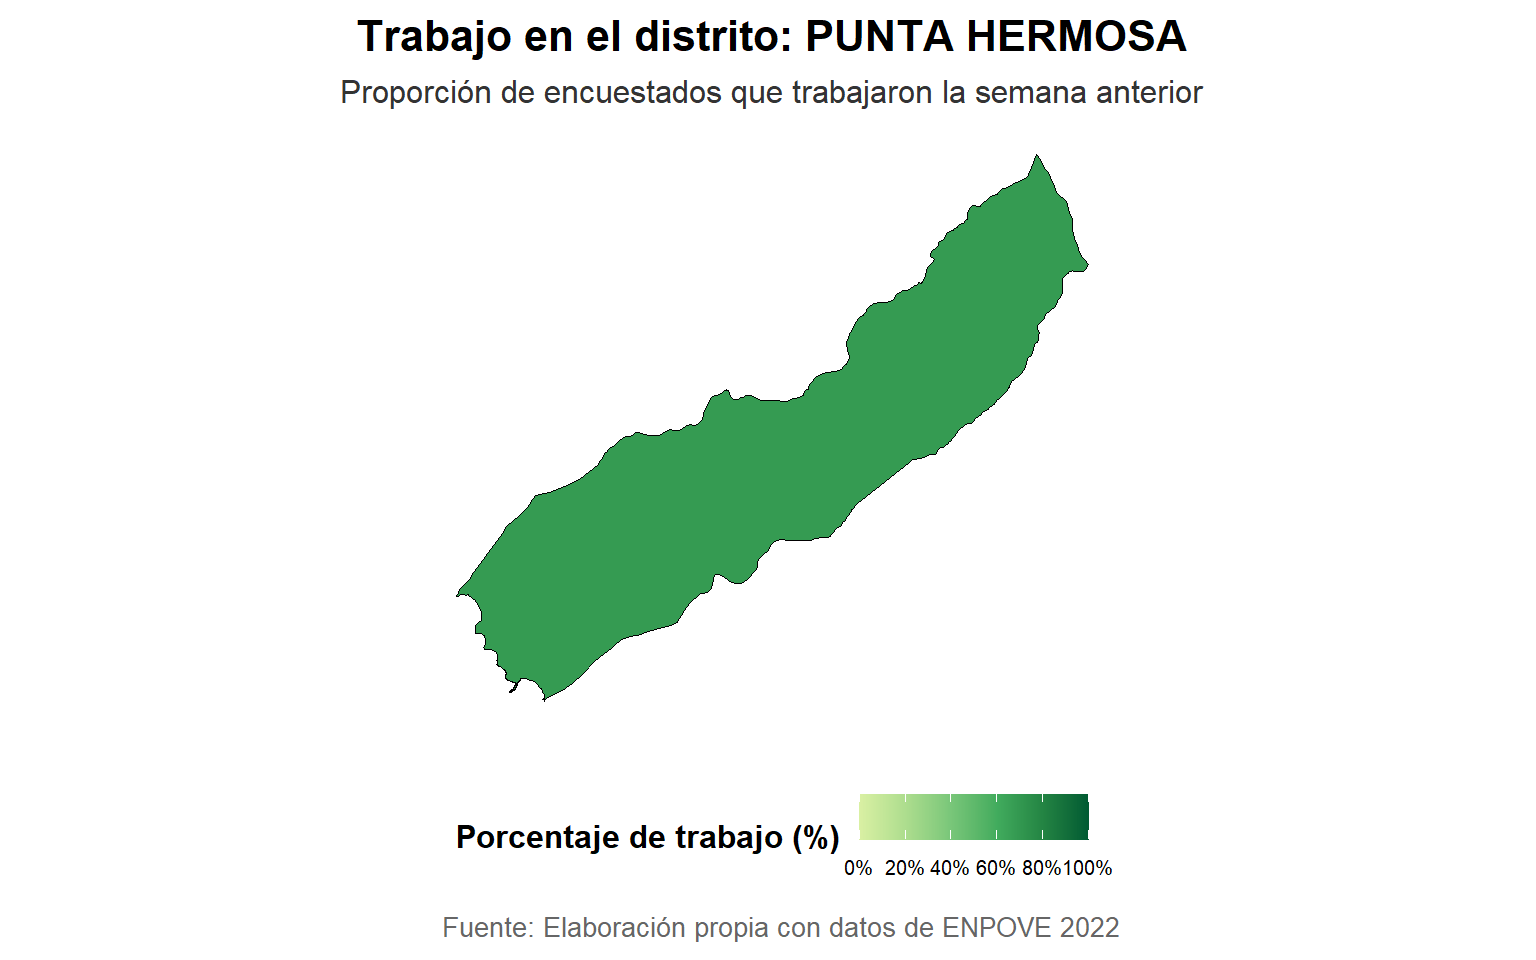 Trabajo en el distrito: PUNTA HERMOSA
Proporción de encuestados que trabajaron la semana anterior
Porcentaje de trabajo (%)
0% 20% 40% 60% 80% 100%
Fuente: Elaboración propia con datos de ENPOVE 2022